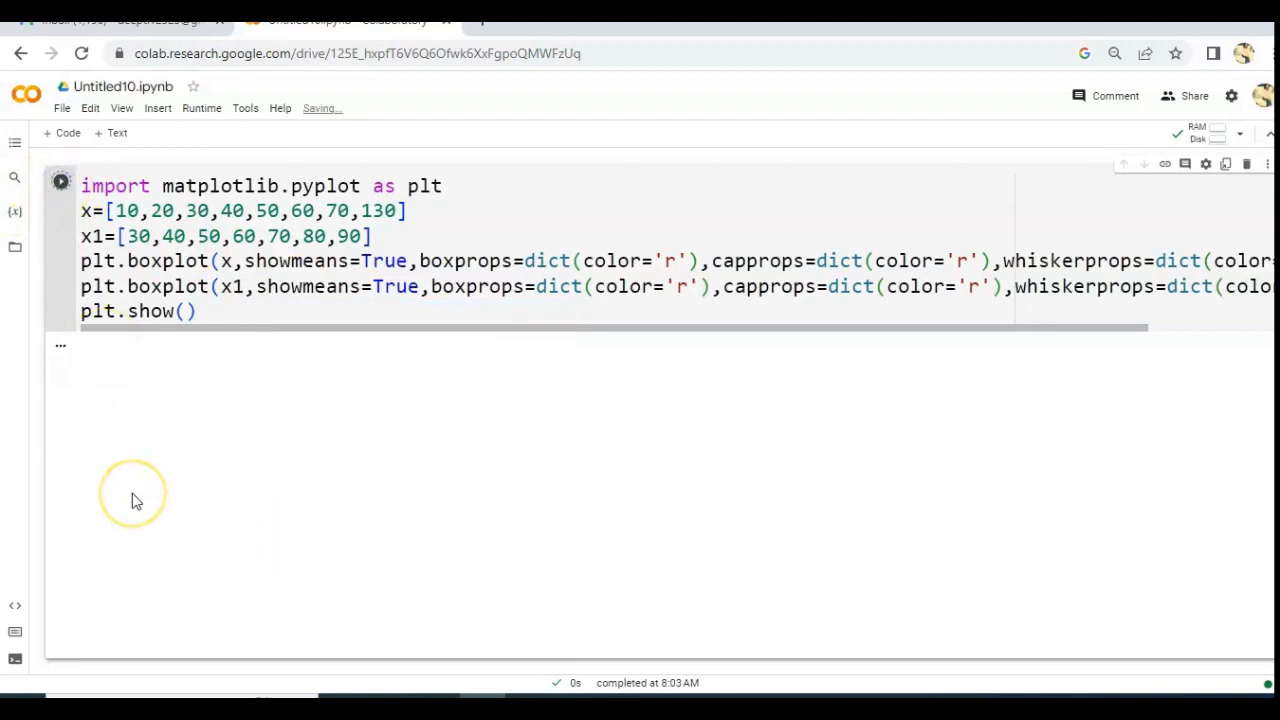 colab.research.google.com/drive/125E_hxpfT6V6Q6Ofwk6XxFgpoQMWFzUq
Untitled10.ipynb
File Edit View Insert Runtime Tools Help Saving...
Comment Share
+ Code + Text
RAM
Disk
import matplotlib.pyplot as plt
x=[10,20,30,40,50,60,70,130]
x1=[30,40,50,60,70,80,90]
plt.boxplot(x,showmeans=True,boxprops=dict(color='r'),capprops=dict(color='r'),whiskerprops=dict(color=
plt.boxplot(x1,showmeans=True,boxprops=dict(color='r'),capprops=dict(color='r'),whiskerprops=dict(colo
plt.show()
0s completed at 8:03 AM